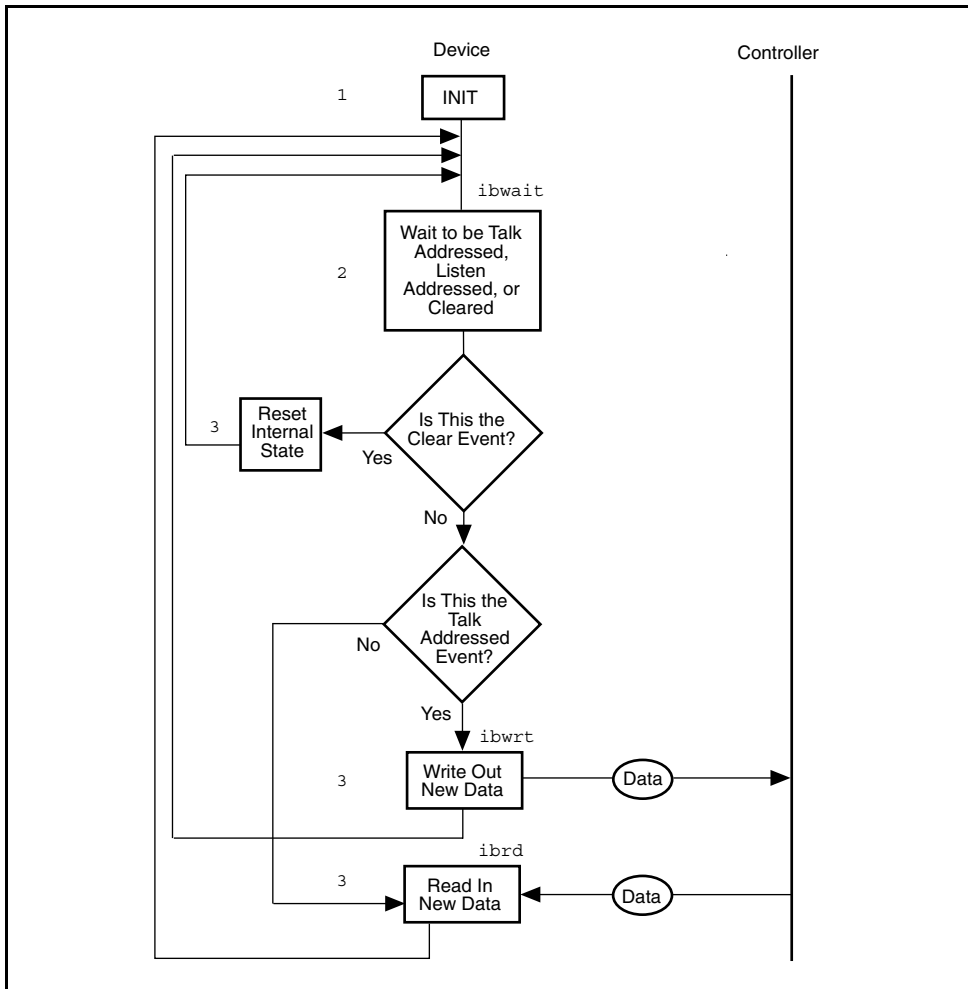 Device
Controller
1
INIT
ibwait
2
Wait to be Talk
Addressed,
Listen
Addressed, or
Cleared
3
Reset
Internal
State
Is This the
Clear Event?
Yes
No
Is This the
Talk
Addressed
Event?
No
Yes
ibwrt
3
Write Out
New Data
Data
ibrd
3
Read In
New Data
Data